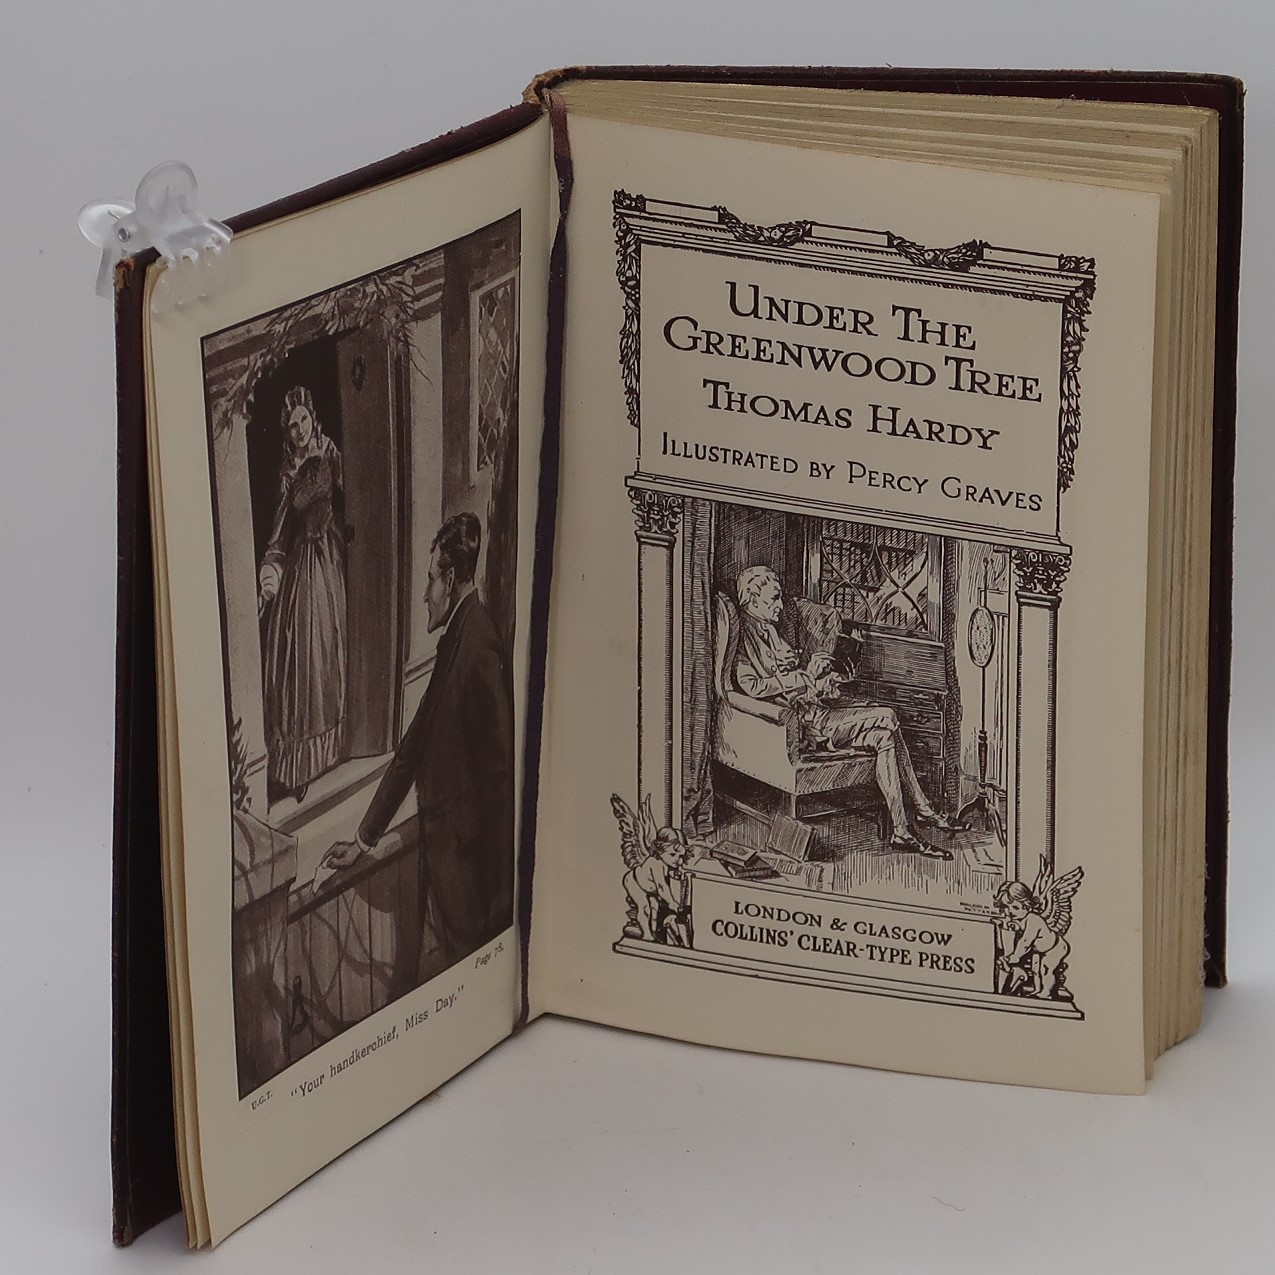 Page 78.
U.G.T. "Your handkerchief, Miss Day."
UNDER THE
GREENWOOD TREE
THOMAS HARDY
ILLUSTRATED BY PERCY GRAVES
LONDON & GLASGOW
COLLINS' CLEAR-TYPE PRESS